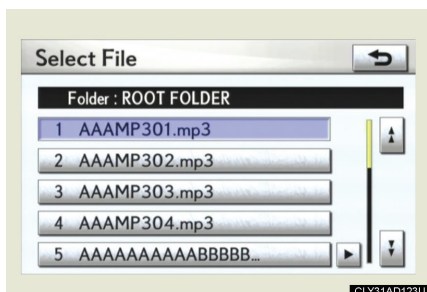 Select File
Folder : ROOT FOLDER
1 AAAMP301.mp3
2 AAAMP302.mp3
3 AAAMP303.mp3
4 AAAMP304.mp3
5 AAAAAAAAAABBBBB...
CLY31AD123U